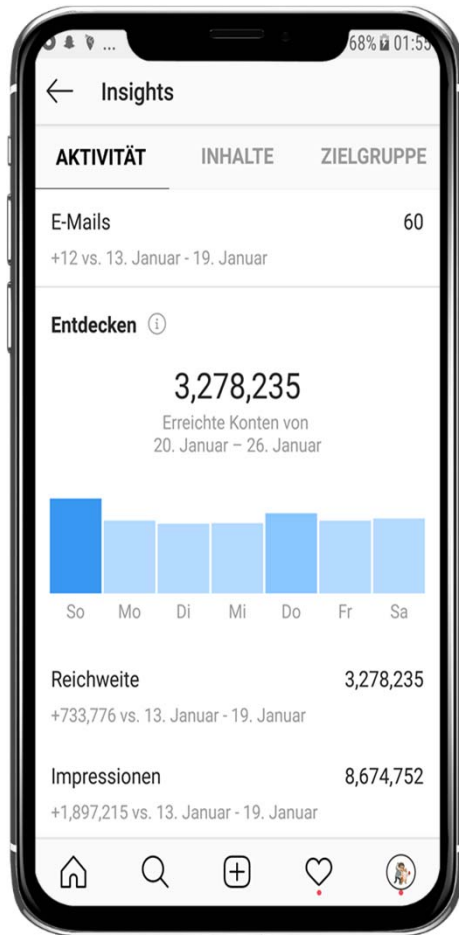 ... 68% 01:55
Insights
AKTIVITÄT INHALTE ZIELGRUPPE
E-Mails 60
+12 vs. 13. Januar - 19. Januar
Entdecken
3,278,235
Erreichte Konten von
20. Januar – 26. Januar
So Mo Di Mi Do Fr Sa
Reichweite 3,278,235
+733,776 vs. 13. Januar - 19. Januar
Impressionen 8,674,752
+1,897,215 vs. 13. Januar - 19. Januar